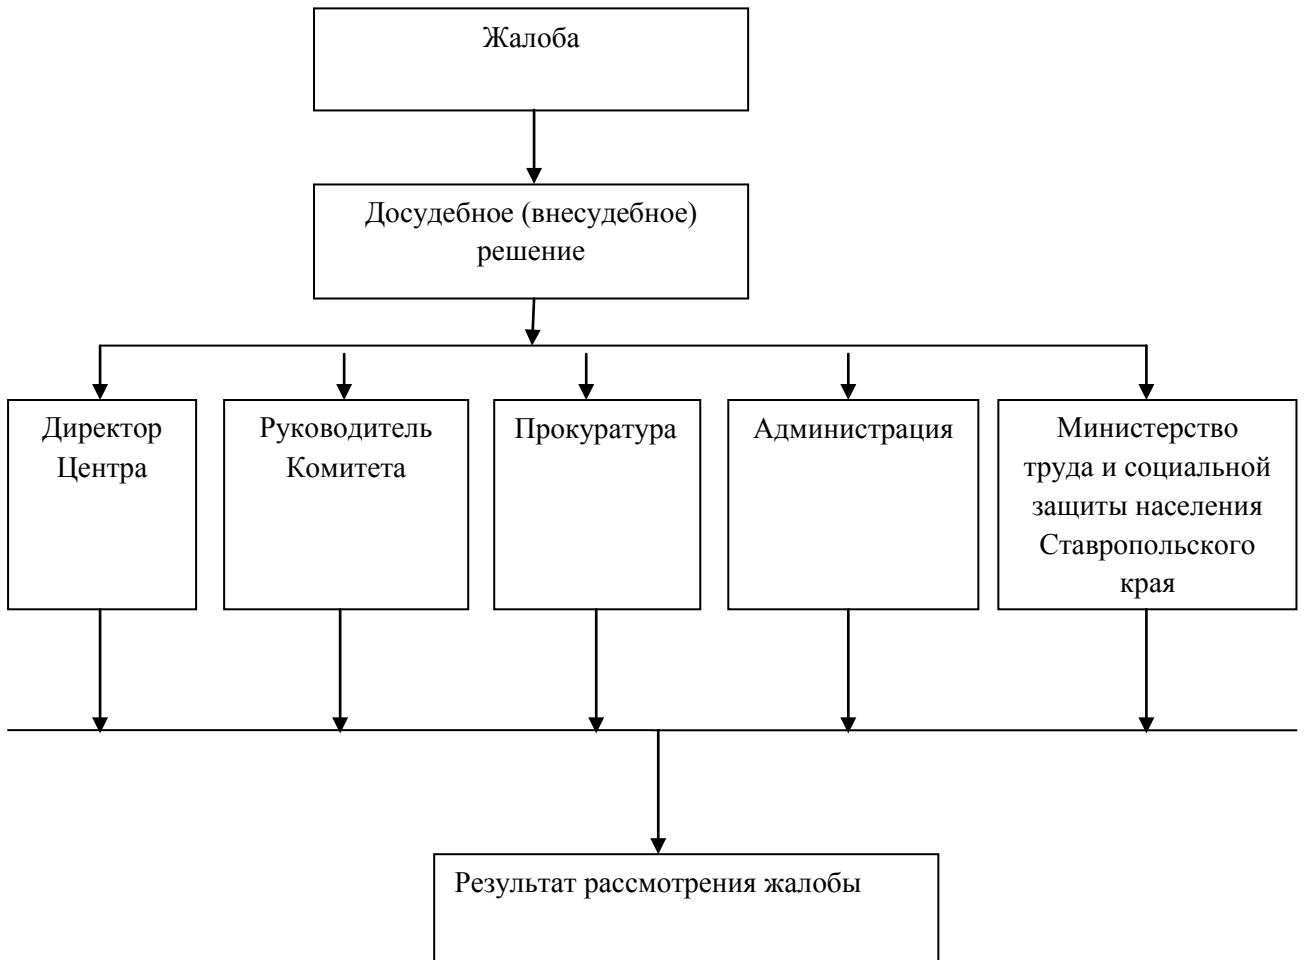 Жалоба
Досудебное (внесудебное)
решение
Директор
Центра
Руководитель
Комитета
Прокуратура
Администрация
Министерство
труда и социальной
защиты населения
Ставропольского
края
Результат рассмотрения жалобы